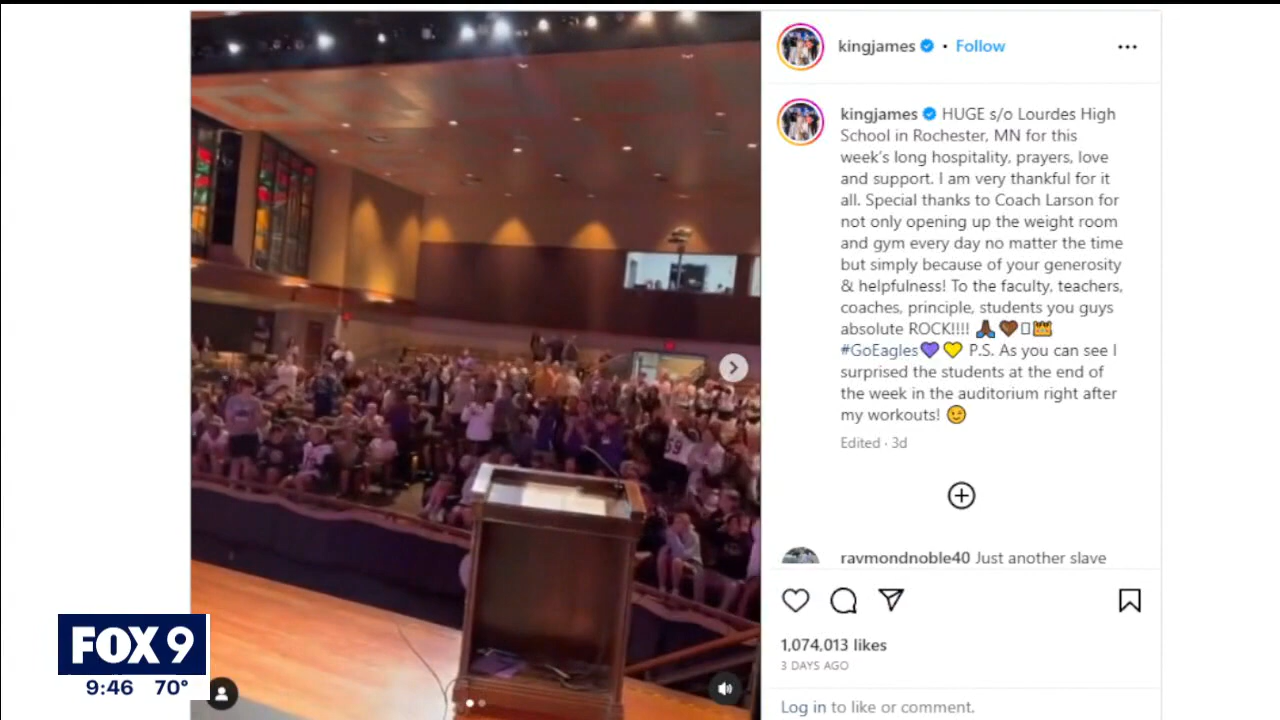 kingjames • Follow
kingjames HUGE s/o Lourdes High
School in Rochester, MN for this
week's long hospitality, prayers, love
and support. I am very thankful for it
all. Special thanks to Coach Larson for
not only opening up the weight room
and gym every day no matter the time
but simply because of your generosity
& helpfulness! To the faculty, teachers,
coaches, principle, students you guys
absolute ROCK!!!! 🙏🏾🤎▯👑
#GoEagles💜💛 P.S. As you can see I
surprised the students at the end of
the week in the auditorium right after
my workouts! 😉
Edited · 3d
raymondnoble40 Just another slave
1,074,013 likes
3 DAYS AGO
Log in to like or comment.
59
FOX 9
9:46 70°